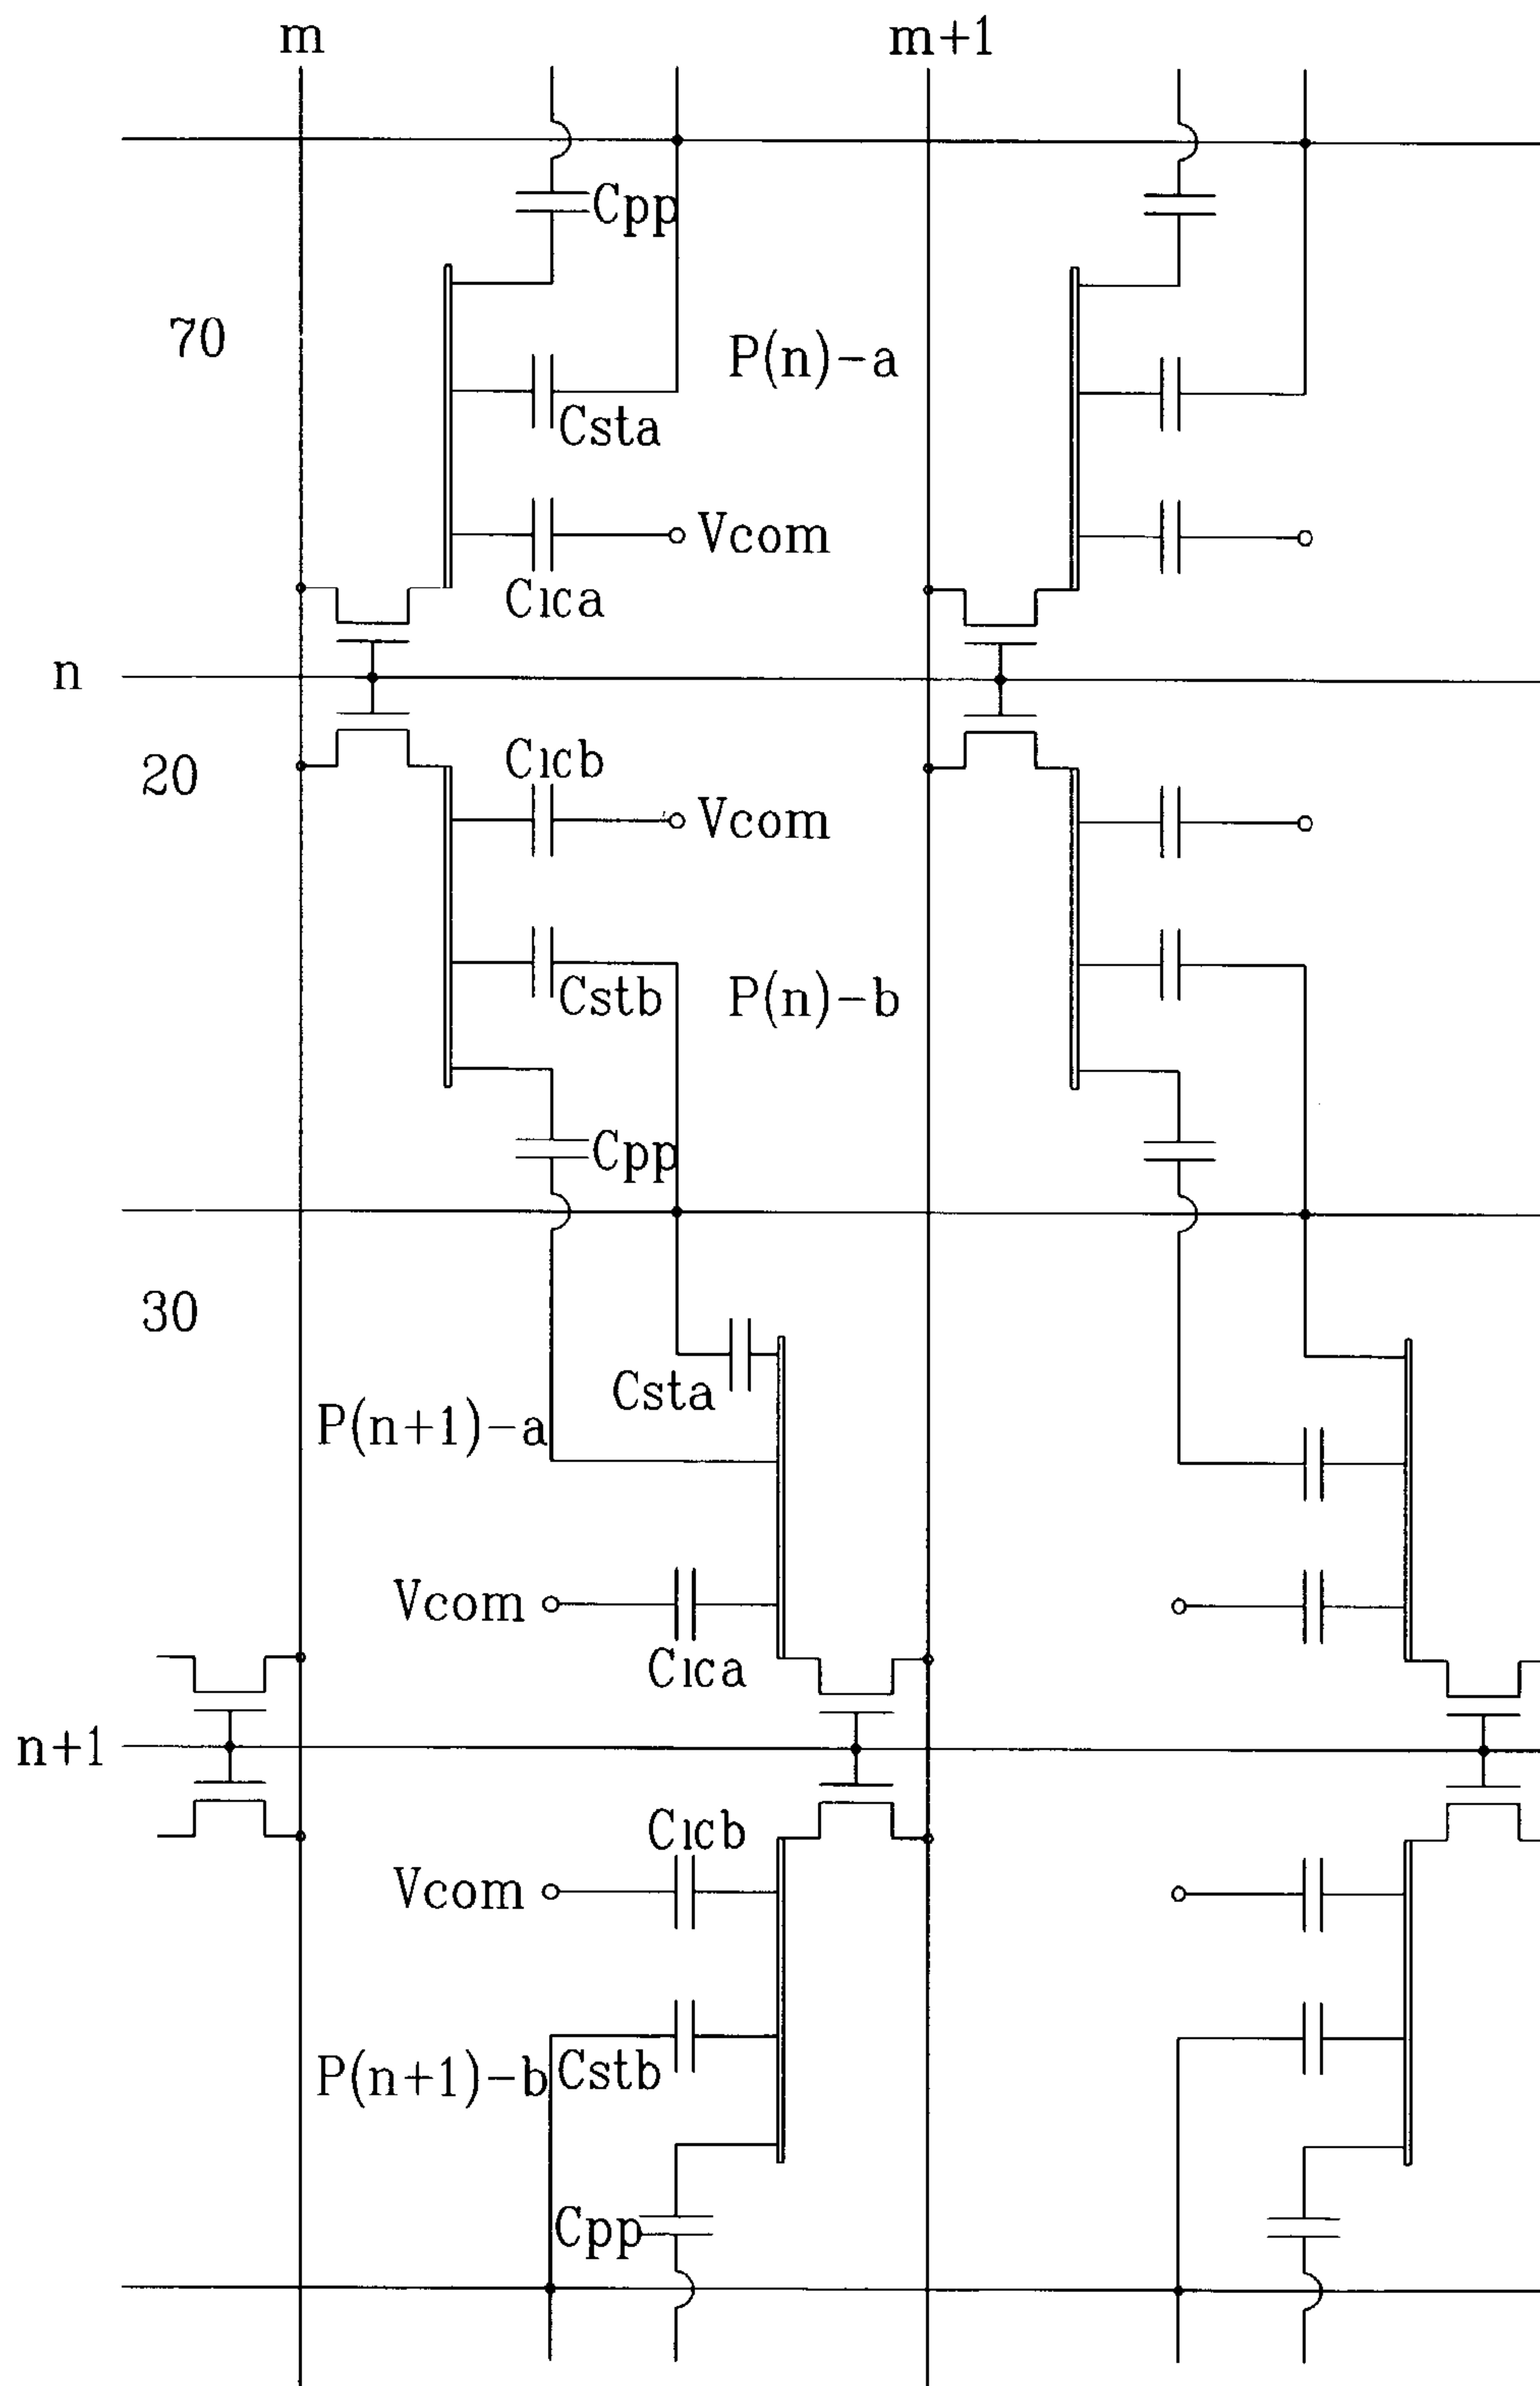 m
m+1
Cpp
70
P(n)-a
Csta
Vcom
Clca
n
20
Clcb
Vcom
Cstb
P(n)-b
Cpp
30
Csta
P(n+1)-a
Vcom
Clca
n+1
Clcb
Vcom
P(n+1)-b
Cstb
Cpp